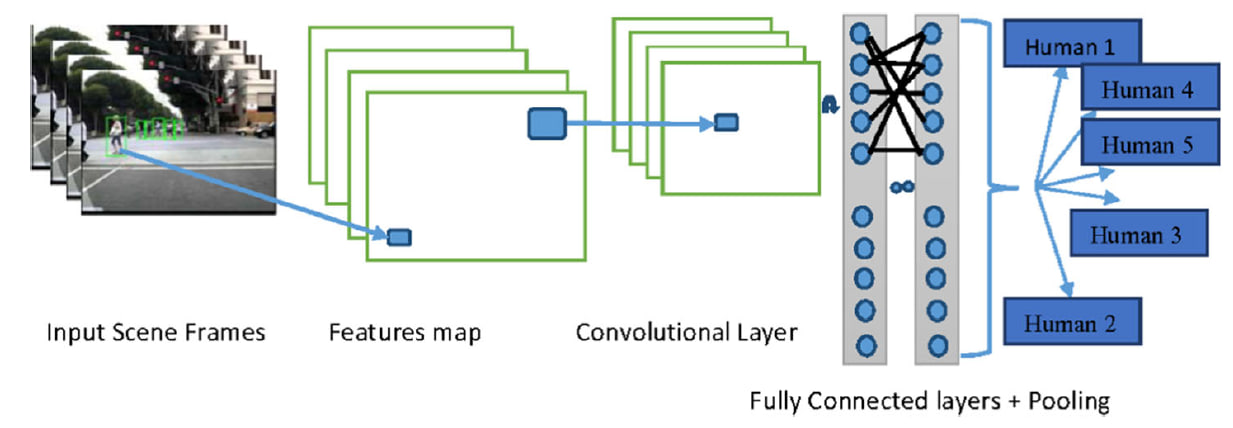 Human 1
Human 4
Human 5
Human 3
Human 2
Input Scene Frames
Features map
Convolutional Layer
Fully Connected layers + Pooling